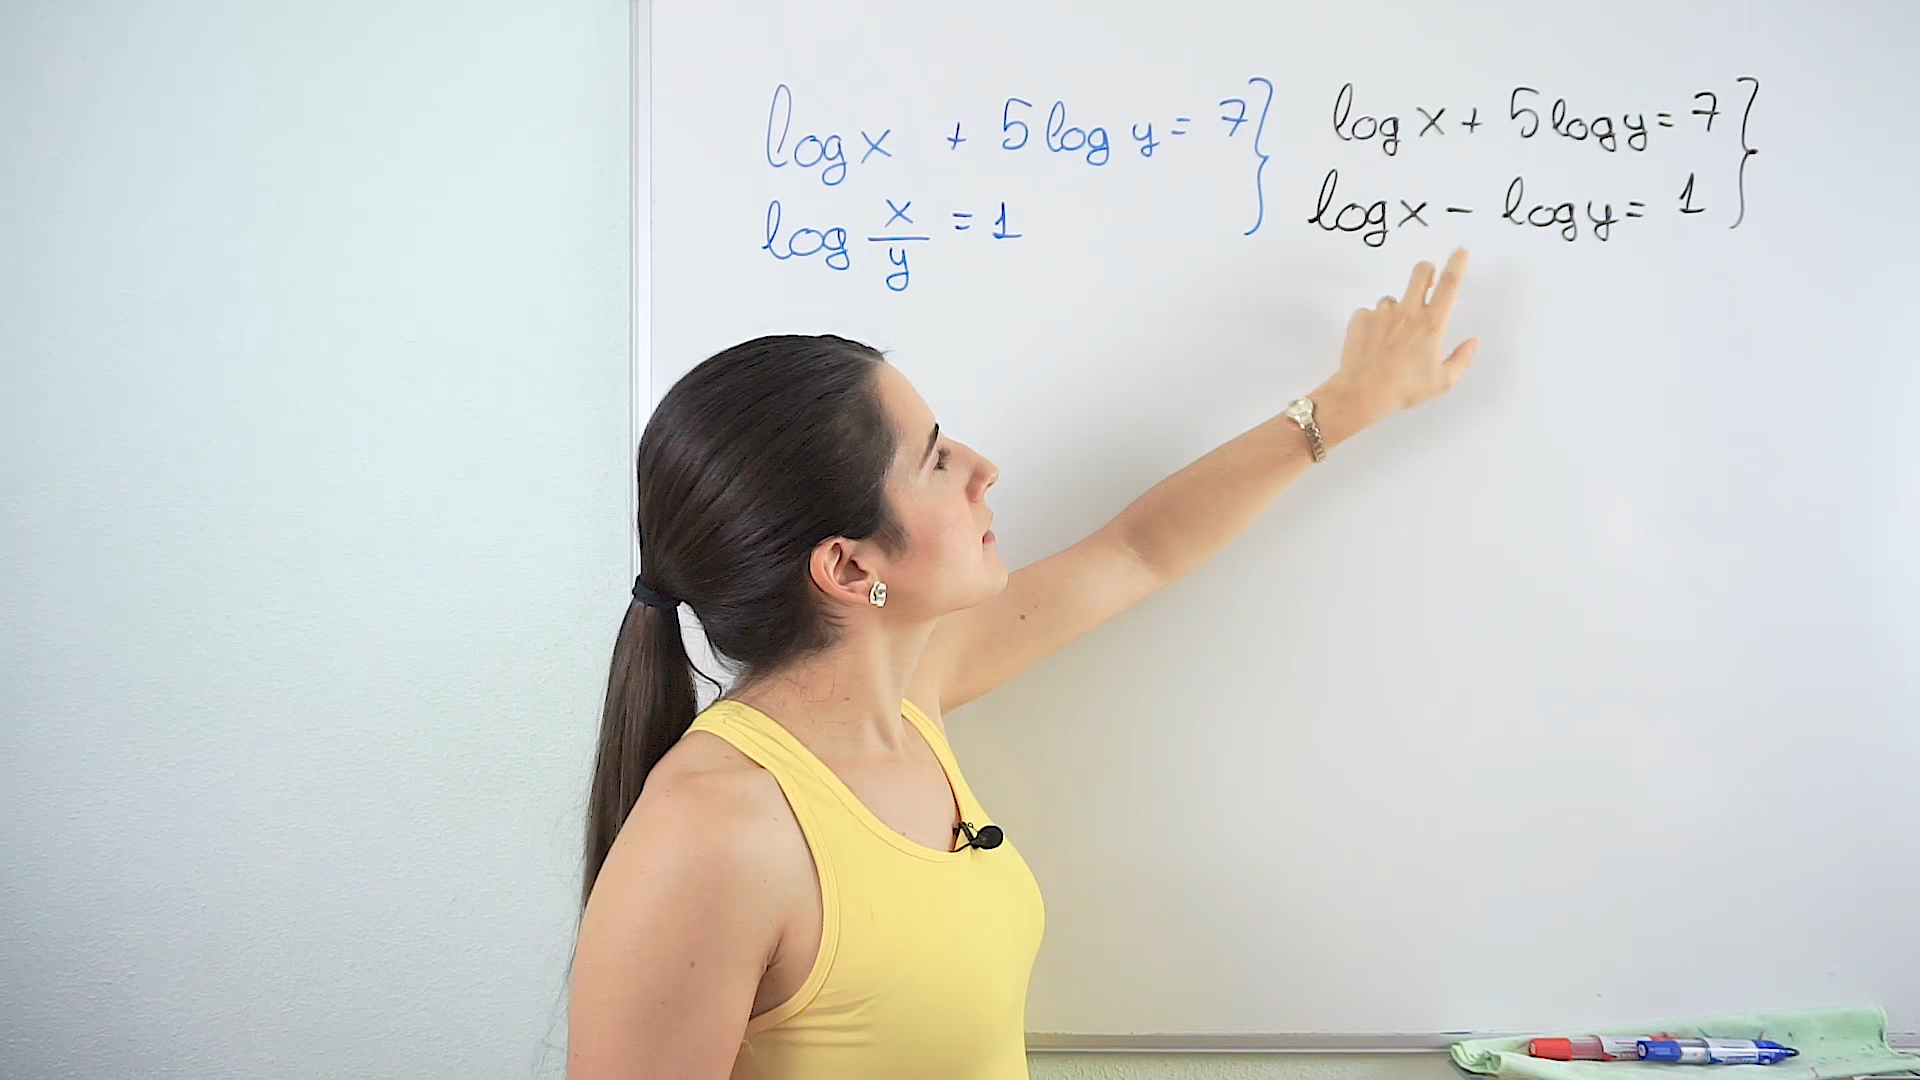 log x + 5 log y = 7
log x/y = 1
log x + 5 log y = 7
log x - log y = 1